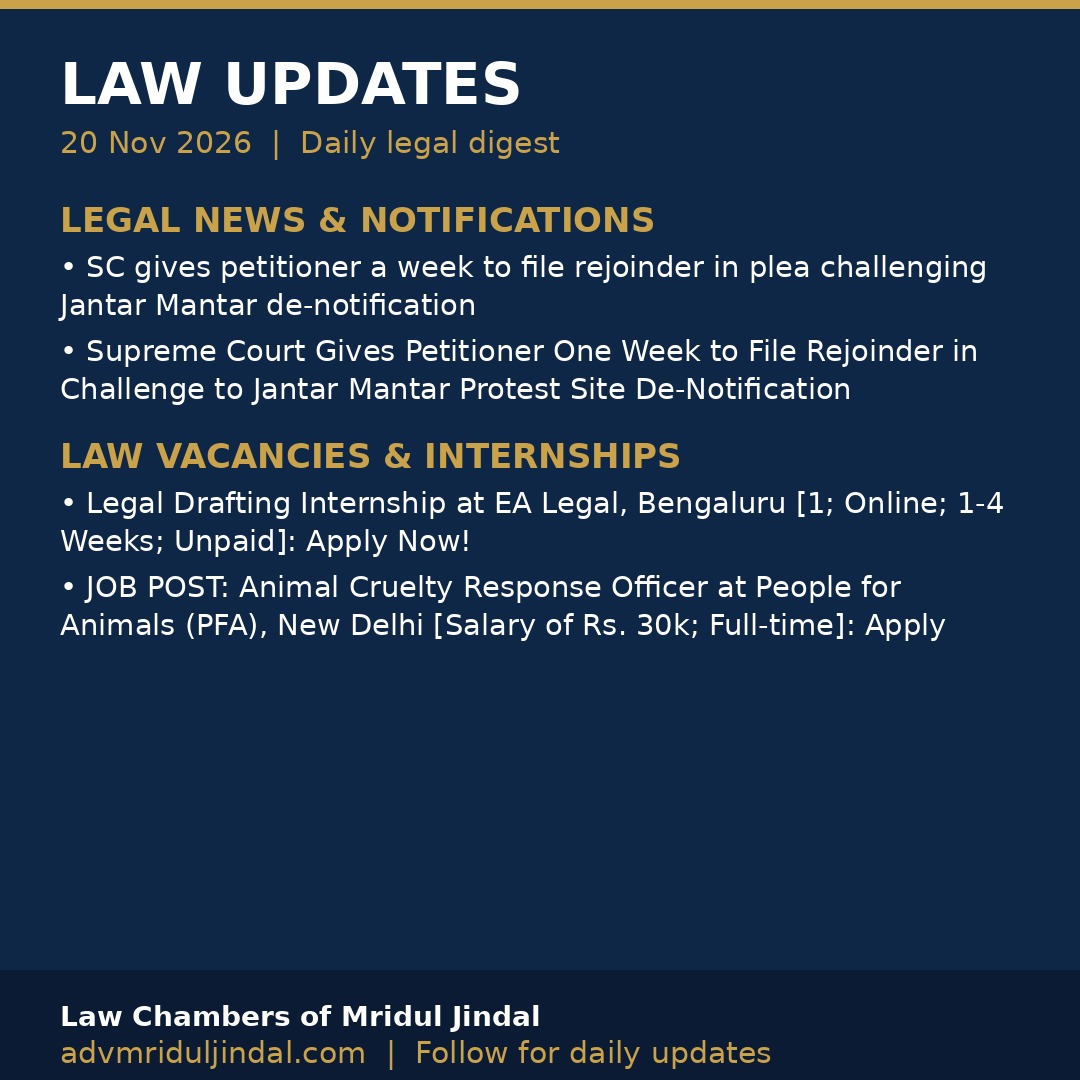 LAW UPDATES
20 Nov 2026 | Daily legal digest
LEGAL NEWS & NOTIFICATIONS
• SC gives petitioner a week to file rejoinder in plea challenging
Jantar Mantar de-notification
• Supreme Court Gives Petitioner One Week to File Rejoinder in
Challenge to Jantar Mantar Protest Site De-Notification
LAW VACANCIES & INTERNSHIPS
• Legal Drafting Internship at EA Legal, Bengaluru [1; Online; 1-4
Weeks; Unpaid]: Apply Now!
• JOB POST: Animal Cruelty Response Officer at People for
Animals (PFA), New Delhi [Salary of Rs. 30k; Full-time]: Apply
Law Chambers of Mridul Jindal
advmriduljindal.com | Follow for daily updates